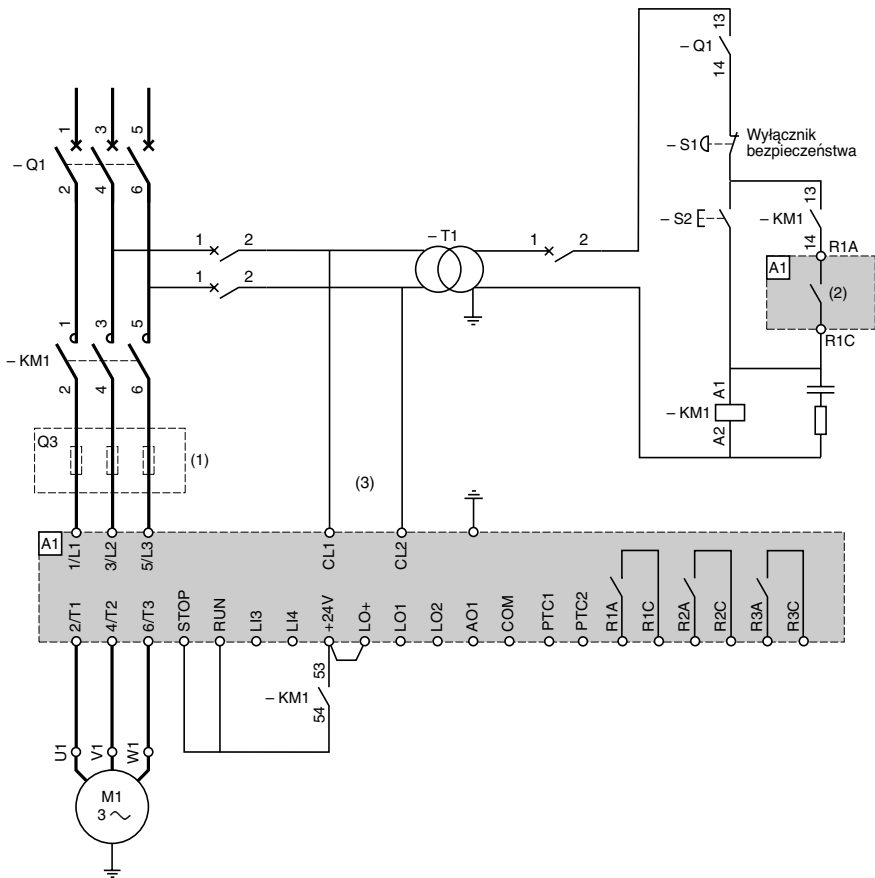 13
– Q1
14
– S1
Wyłącznik
bezpieczeństwa
1 3 5
– Q1
2 4 6
– S2
13
– KM1
14
R1A
1 2
– T1
1 2
A1
(2)
1 2
R1C
1 3 5
– KM1
2 4 6
A1
– KM1
A2
Q3
(1)
(3)
A1
1/L1
3/L2
5/L3
CL1
CL2
2/T1
4/T2
6/T3
STOP
RUN
LI3
LI4
+24V
LO+
LO1
LO2
AO1
COM
PTC1
PTC2
R1A
R1C
R2A
R2C
R3A
R3C
53
– KM1
54
U1
V1
W1
M1
3